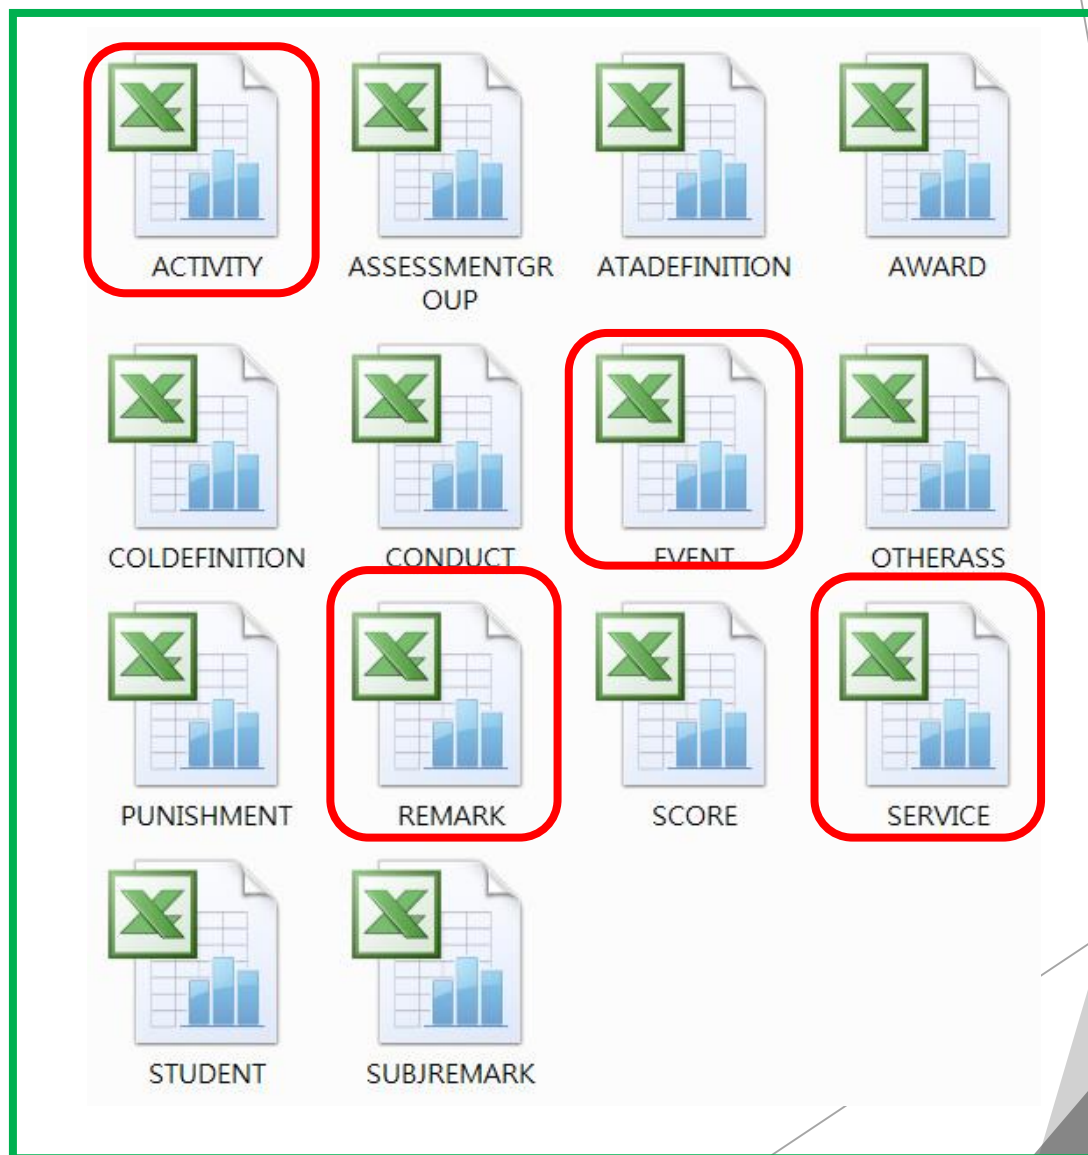 ACTIVITY
ASSESSMENTGR
OUP
ATADEFINITION
AWARD
COLDEFINITION
CONDUCT
EVENT
OTHERASS
PUNISHMENT
REMARK
SCORE
SERVICE
STUDENT
SUBJREMARK